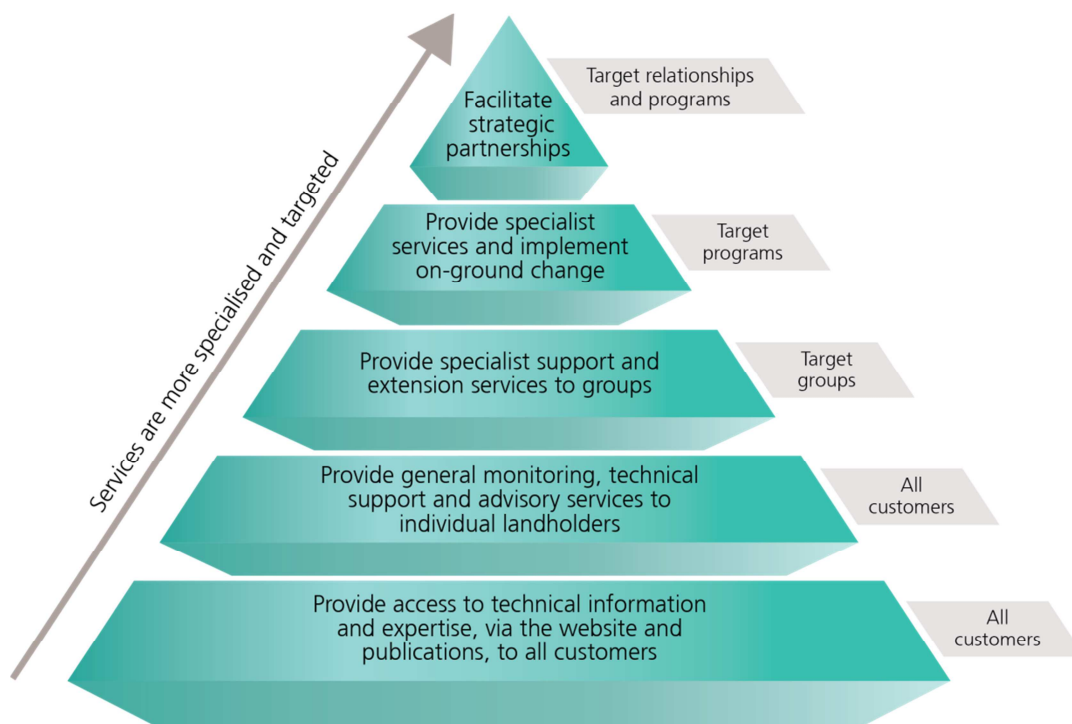 Facilitate
strategic
partnerships
Target relationships
and programs
Provide specialist
services and implement
on-ground change
Target
programs
Provide specialist support and
extension services to groups
Target
groups
Provide general monitoring, technical
support and advisory services to
individual landholders
All
customers
Provide access to technical information
and expertise, via the website and
publications, to all customers
All
customers
Services are more specialised and targeted